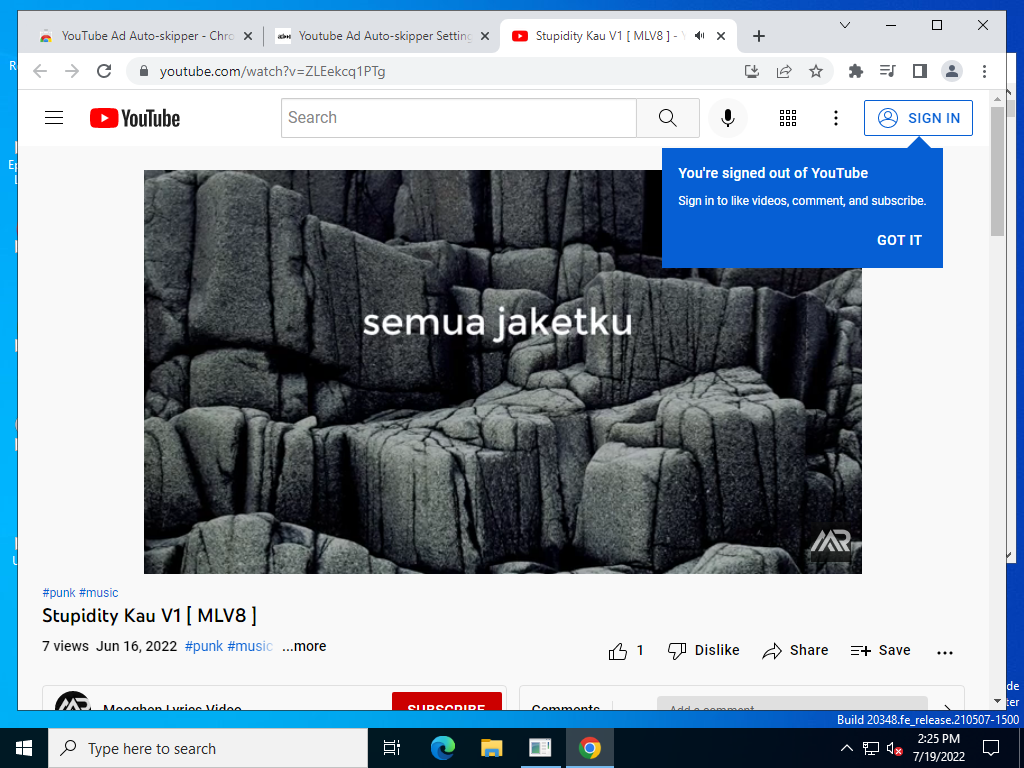 YouTube Ad Auto-skipper - Chro
Youtube Ad Auto-skipper Setting
Stupidity Kau V1 [ MLV8 ] - Y
youtube.com/watch?v=ZLEekcq1PTg
YouTube
Search
SIGN IN
You're signed out of YouTube
Sign in to like videos, comment, and subscribe.
GOT IT
semua jaketku
#punk #music
Stupidity Kau V1 [ MLV8 ]
7 views Jun 16, 2022 #punk #music ...more
1 Dislike Share Save
Mooghen Lyrics Video
SUBSCRIBE
Comments
Add a comment...
Build 20348.fe_release.210507-1500
Type here to search
2:25 PM
7/19/2022